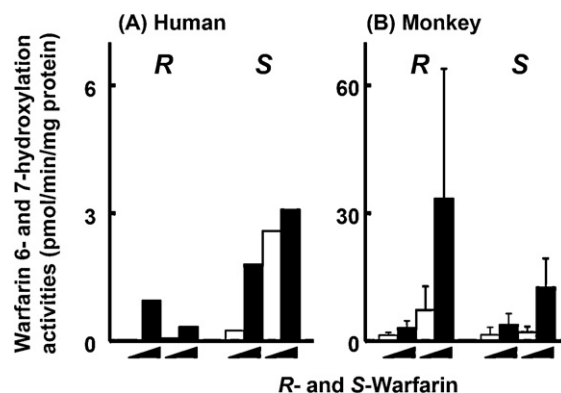 (A) Human
(B) Monkey
Warfarin 6- and 7-hydroxylation
activities (pmol/min/mg protein)
6
3
0
R
S
60
30
0
R
S
R- and S-Warfarin